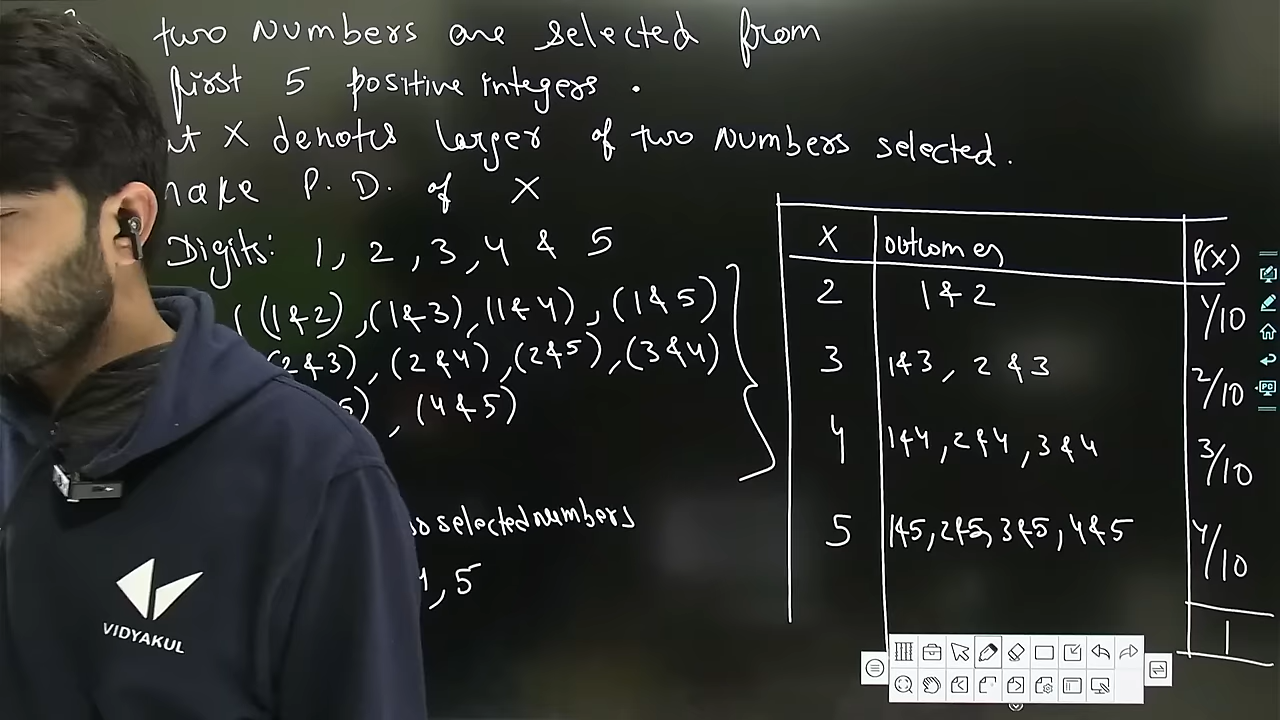 two Numbers are selected from
first 5 positive integers.
X denotes larger of two Numbers selected.
P. D. of X
Digits: 1, 2, 3, 4 & 5
( (1&2), (1&3), (1&4), (1&5)
2&3), (2&4), (2&5), (3&4)
5), (4&5)
selected numbers
, 5
X outcomes P(X)
2 1 & 2 1/10
3 1&3, 2 & 3 2/10
4 1&4, 2&4, 3&4 3/10
5 1&5, 2&5, 3&5, 4&5 4/10
1
VIDYAKUL
PD